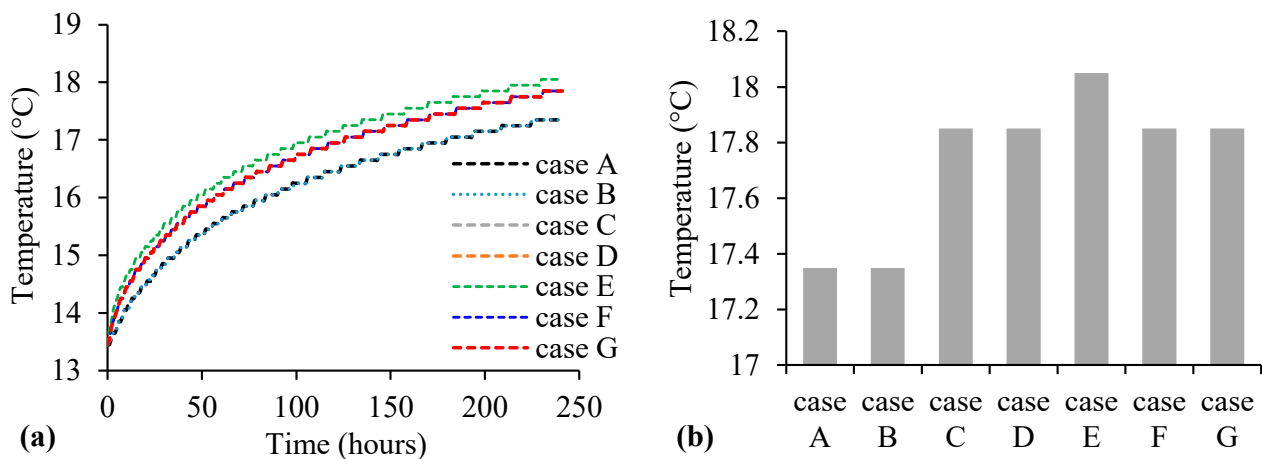 19
18
17
16
15
14
13
Temperature (°C)
0 50 100 150 200 250
Time (hours)
case A
case B
case C
case D
case E
case F
case G
(a)
18.2
18
17.8
17.6
17.4
17.2
17
Temperature (°C)
case case case case case case case
A B C D E F G
(b)